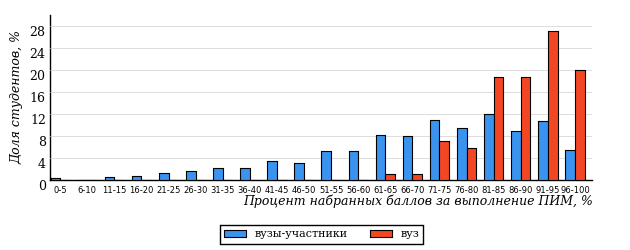 Доля студентов, %
28
24
20
16
12
8
4
0
0-5 6-10 11-15 16-20 21-25 26-30 31-35 36-40 41-45 46-50 51-55 56-60 61-65 66-70 71-75 76-80 81-85 86-90 91-95 96-100
Процент набранных баллов за выполнение ПИМ, %
вузы-участники вуз